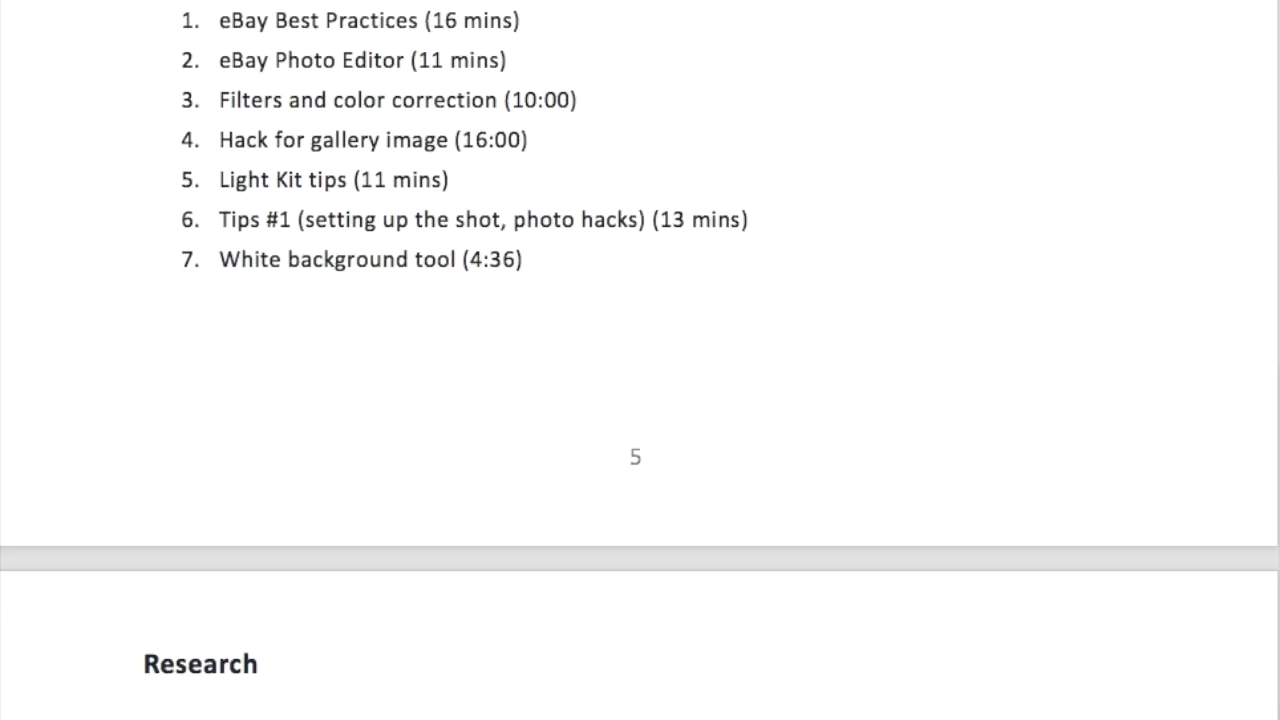 1. eBay Best Practices (16 mins)
2. eBay Photo Editor (11 mins)
3. Filters and color correction (10:00)
4. Hack for gallery image (16:00)
5. Light Kit tips (11 mins)
6. Tips #1 (setting up the shot, photo hacks) (13 mins)
7. White background tool (4:36)
5
Research